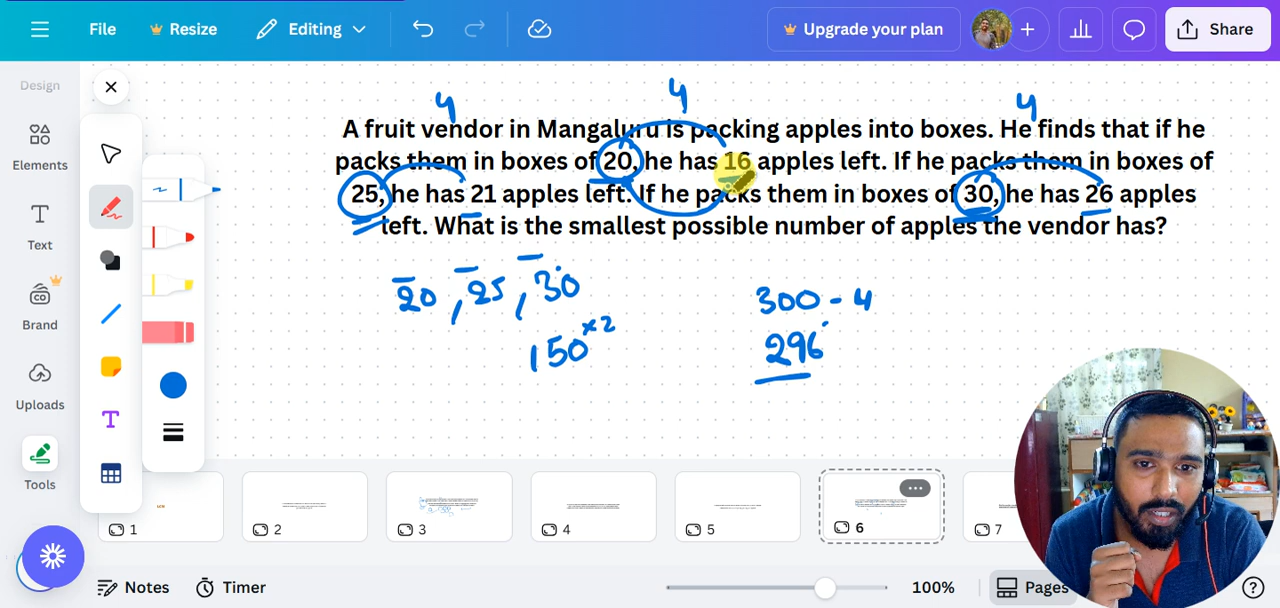 File
Resize
Editing
Upgrade your plan
+
Share
Design
Elements
Text
Brand
Uploads
Tools
4 4 4
A fruit vendor in Mangaluru is packing apples into boxes. He finds that if he
packs them in boxes of 20, he has 16 apples left. If he packs them in boxes of
25, he has 21 apples left. If he packs them in boxes of 30, he has 26 apples
left. What is the smallest possible number of apples the vendor has?
20, 25, 30
150 ×2
300 - 4
296
1
2
3
4
5
6
7
Notes
Timer
100%
Pages